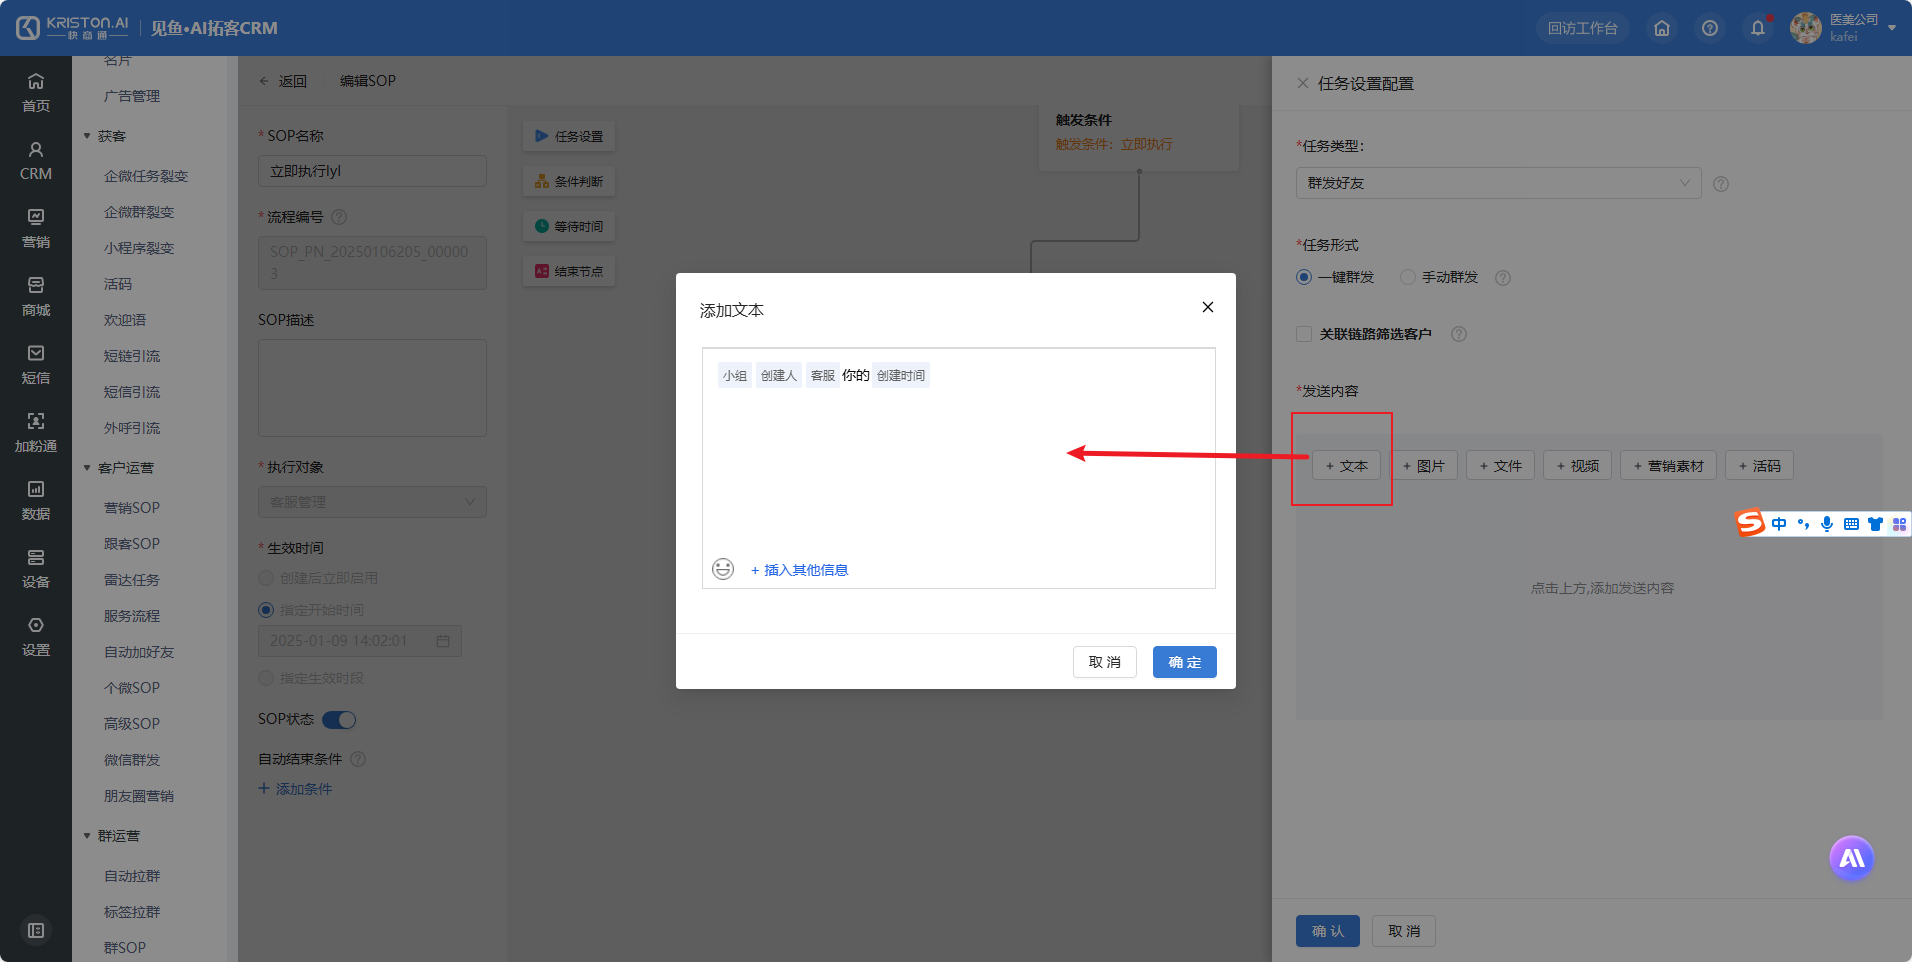 KRISTON.AI
快商通
见鱼•AI拓客CRM
回访工作台
医美公司
kafei
首页
CRM
营销
商城
短信
加粉通
数据
设备
设置
名片
广告管理
获客
企微任务裂变
企微群裂变
小程序裂变
活码
欢迎语
短链引流
短信引流
外呼引流
客户运营
营销SOP
跟客SOP
雷达任务
服务流程
自动加好友
个微SOP
高级SOP
微信群发
朋友圈营销
群运营
自动拉群
标签拉群
群SOP
返回
编辑SOP
*SOP名称
立即执行lyl
*流程编号
SOP_PN_20250106205_00000
3
SOP描述
*执行对象
客服管理
*生效时间
创建后立即启用
指定开始时间
2025-01-09 14:02:01
指定生效时段
SOP状态
自动结束条件
+ 添加条件
任务设置
条件判断
等待时间
结束节点
触发条件
触发条件：立即执行
添加文本
小组 创建人 客服 你的 创建时间
+ 插入其他信息
取消
确定
任务设置配置
*任务类型：
群发好友
*任务形式
一键群发 手动群发
关联链路筛选客户
*发送内容
+ 文本 + 图片 + 文件 + 视频 + 营销素材 + 活码
中
点击上方,添加发送内容
确认
取消